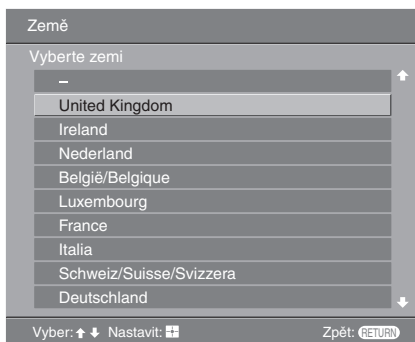 Země
Vyberte zemi
–
United Kingdom
Ireland
Nederland
België/Belgique
Luxembourg
France
Italia
Schweiz/Suisse/Svizzera
Deutschland
Vyber: Nastavit: Zpět: RETURN